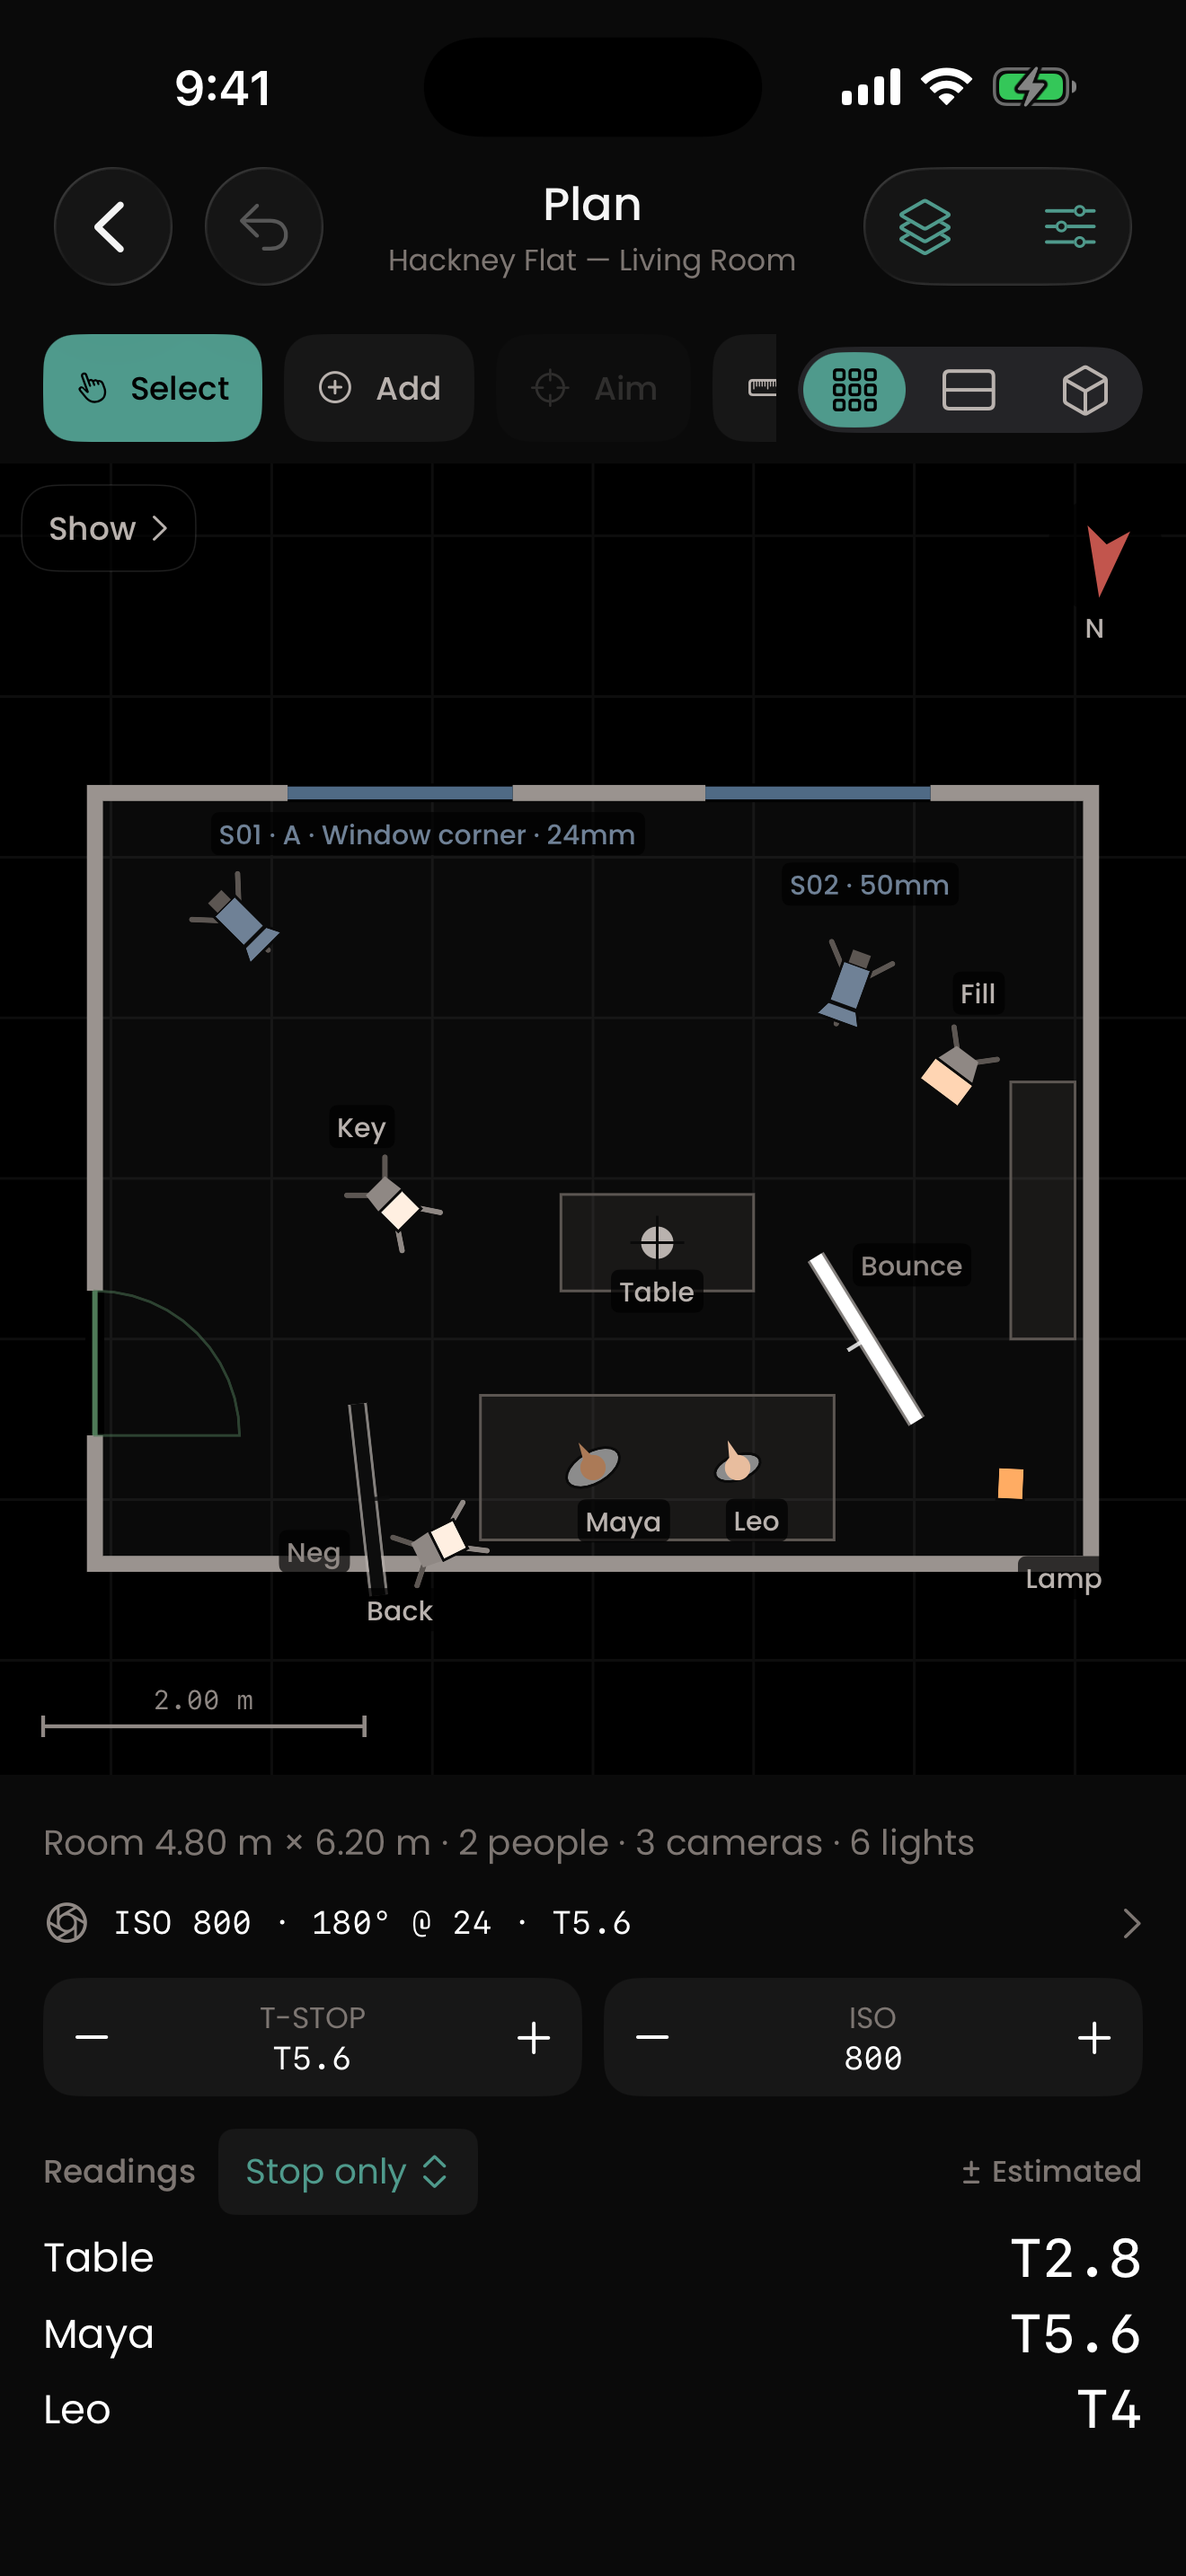 9:41
Plan
Hackney Flat — Living Room
Select
Add
Aim
Show
N
S01 · A · Window corner · 24mm
S02 · 50mm
Fill
Key
Bounce
Table
Maya
Leo
Neg
Back
Lamp
2.00 m
Room 4.80 m × 6.20 m · 2 people · 3 cameras · 6 lights
ISO 800 · 180° @ 24 · T5.6
T-STOP
T5.6
ISO
800
Readings
Stop only
± Estimated
Table
T2.8
Maya
T5.6
Leo
T4